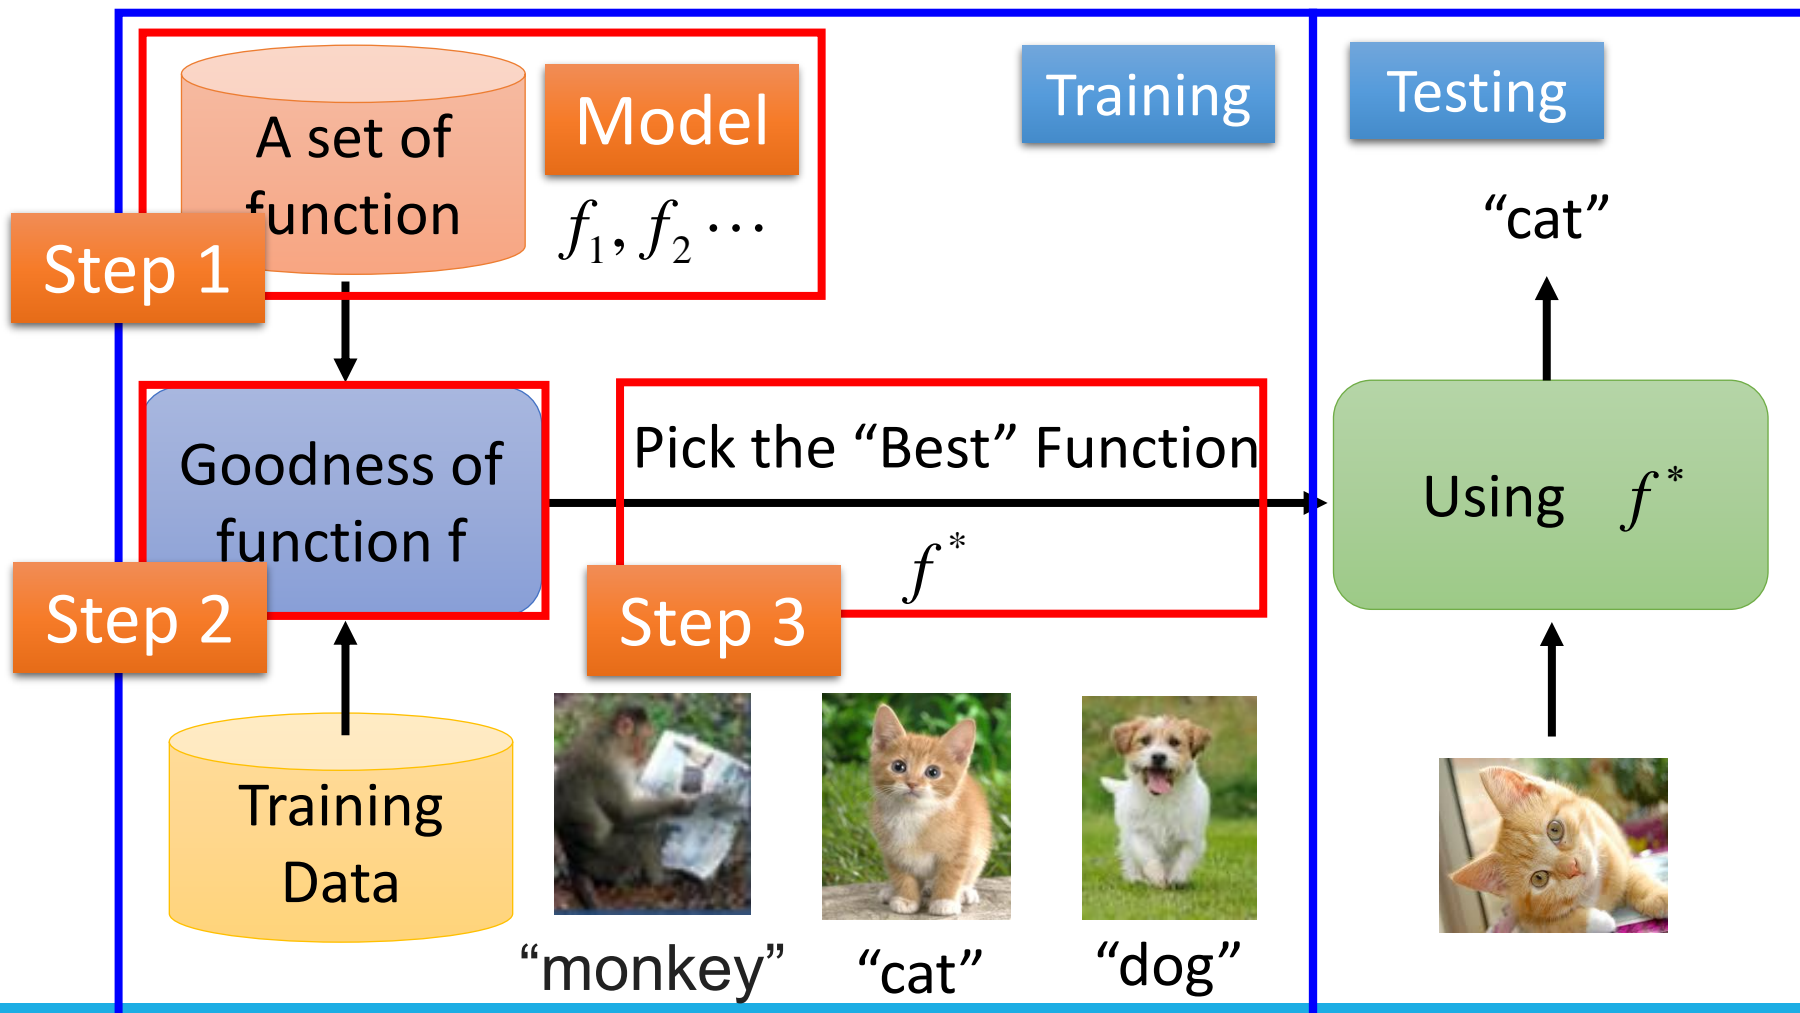 A set of
function
Model
f₁, f₂ ⋯
Step 1
Training
Testing
"cat"
Goodness of
function f
Step 2
Pick the “Best” Function
f*
Step 3
Using f*
Training
Data
“monkey”
“cat”
“dog”